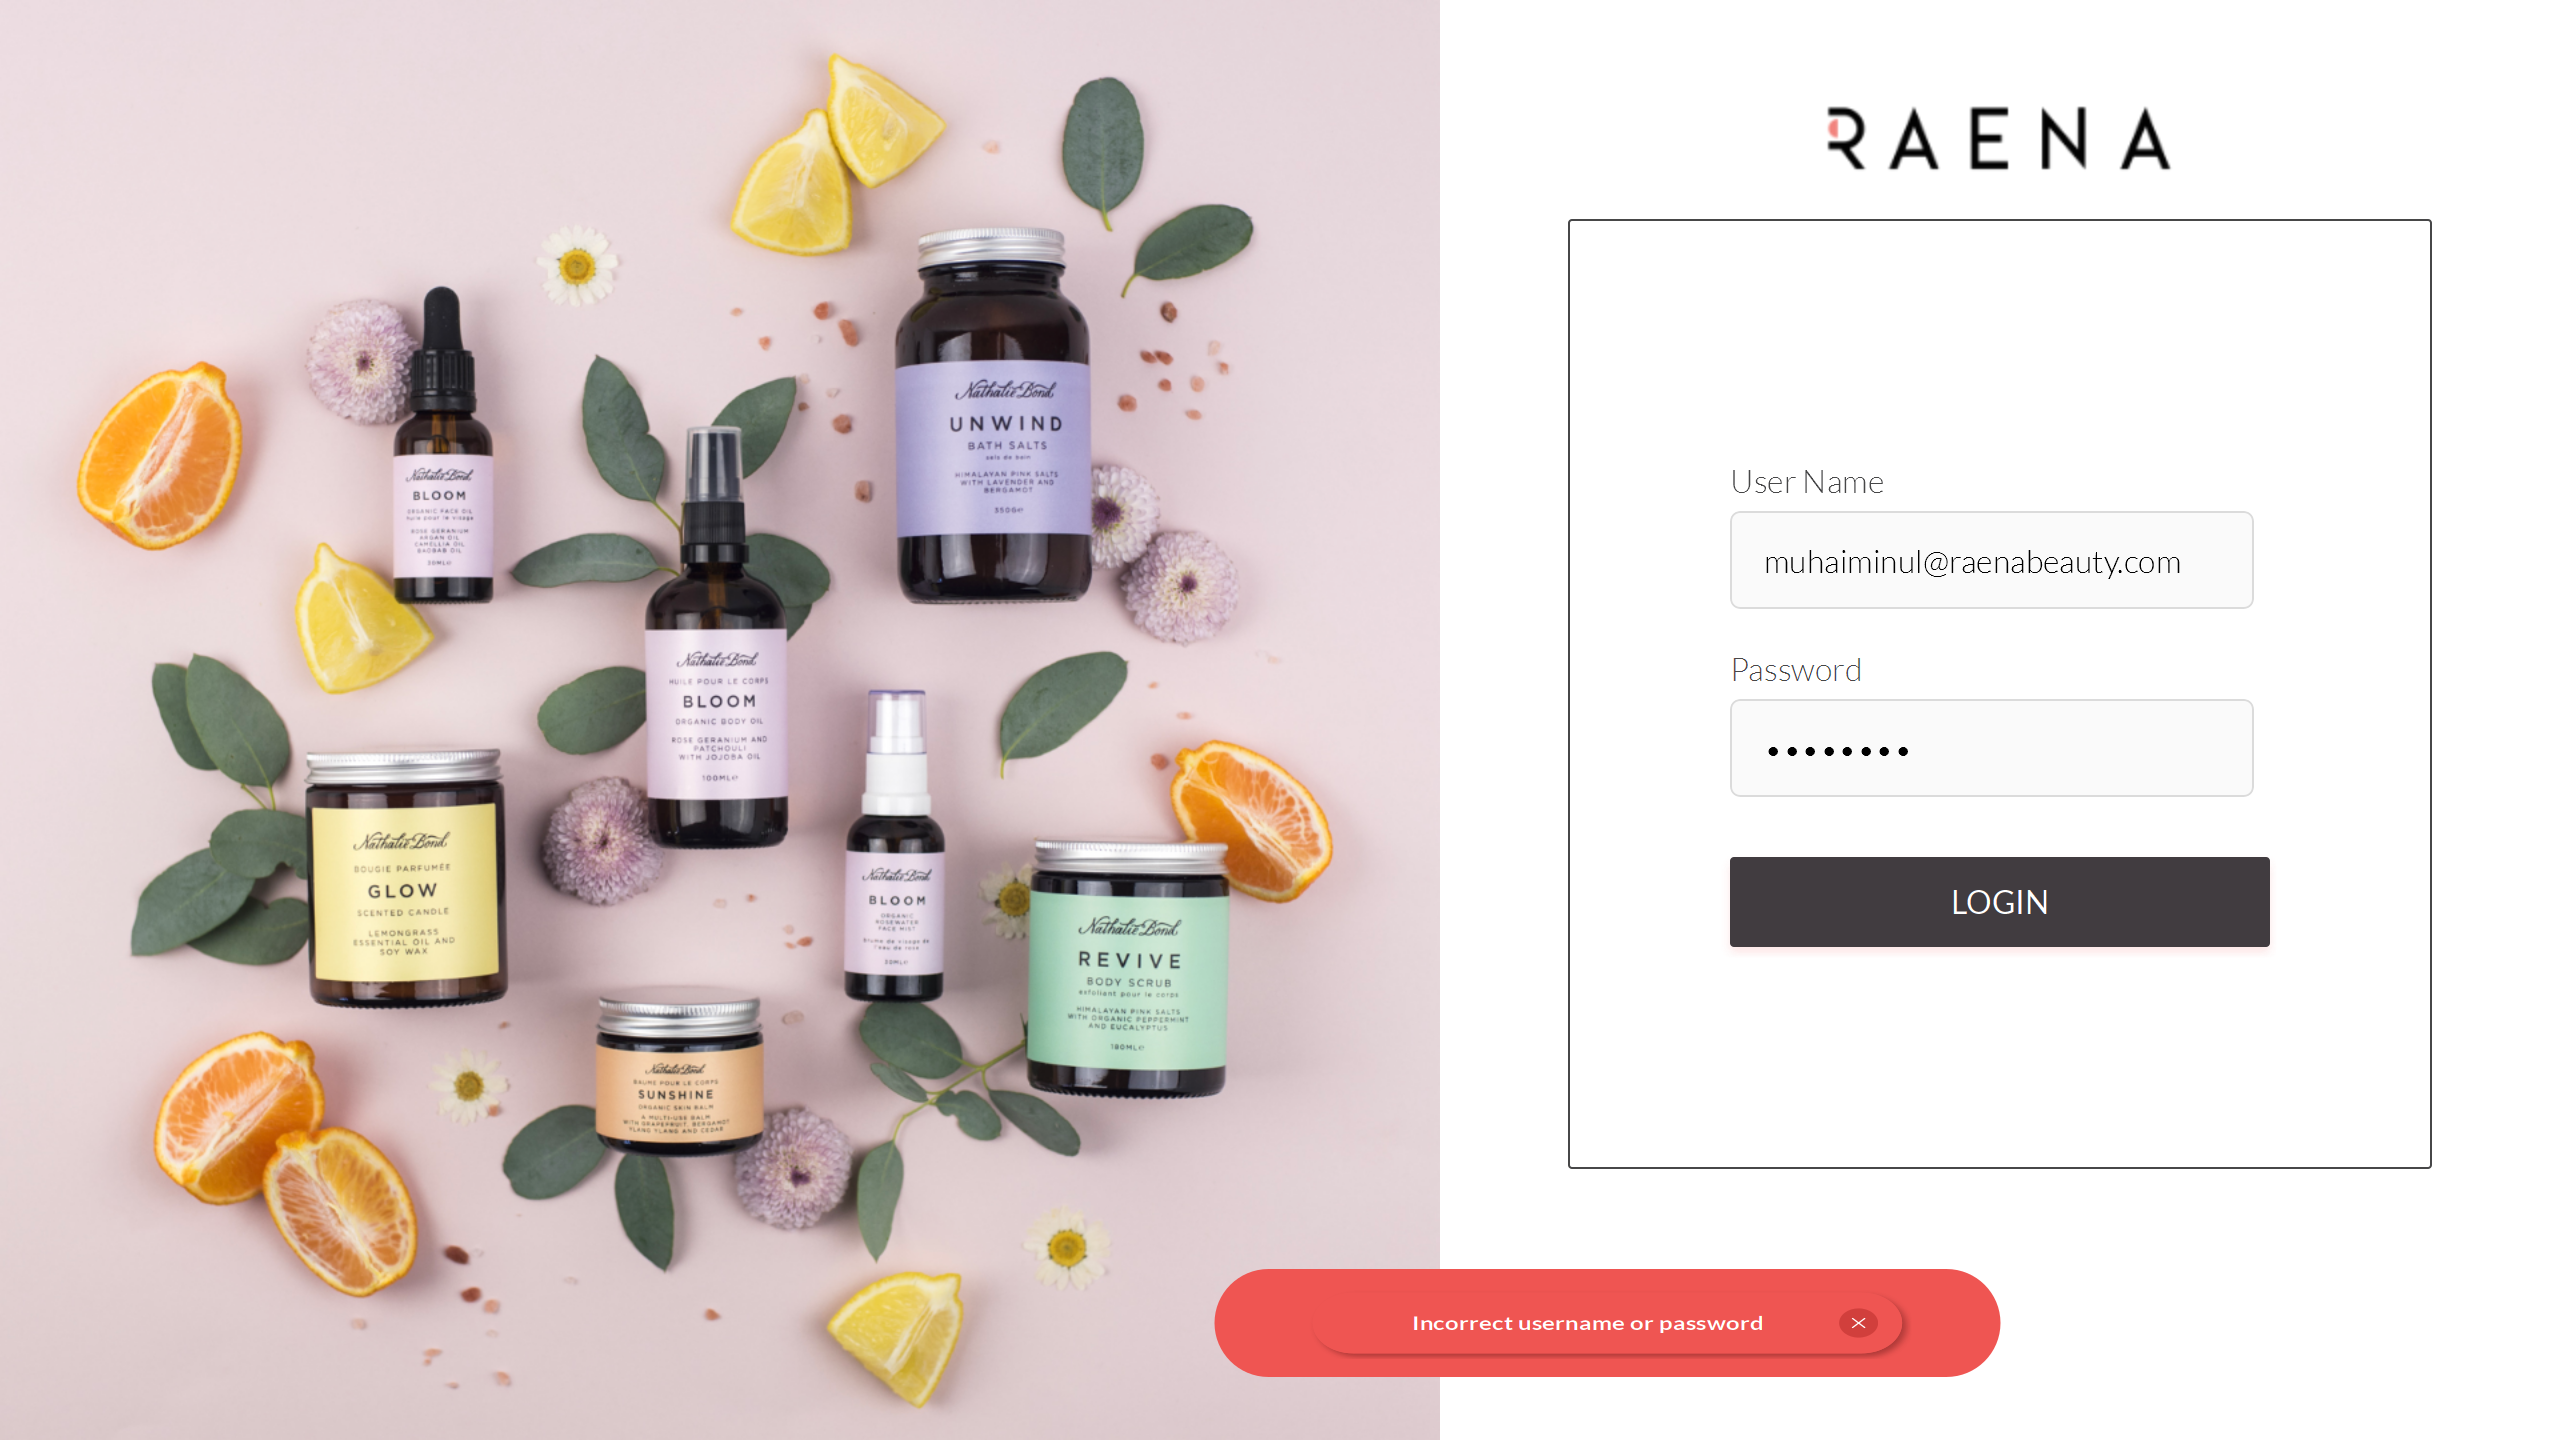 RAENA
User Name
muhaiminul@raenabeauty.com
Password
LOGIN
Incorrect username or password
Nathalie Bond
UNWIND
BATH SALTS
sels de bain
HIMALAYAN PINK SALTS
WITH LAVENDER AND
BERGAMOT
350Ge
Nathalie Bond
BLOOM
ORGANIC FACE OIL
huile pour le visage
ROSE GERANIUM
ARGAN OIL
CAMELLIA OIL
BAOBAB OIL
30MLe
Nathalie Bond
HUILE POUR LE CORPS
BLOOM
ORGANIC BODY OIL
ROSE GERANIUM AND
PATCHOULI
WITH JOJOBA OIL
100MLe
Nathalie Bond
BOUGIE PARFUMÉE
GLOW
SCENTED CANDLE
LEMONGRASS
ESSENTIAL OIL AND
SOY WAX
Nathalie Bond
BLOOM
ORGANIC
ROSEWATER
FACE MIST
brume de visage de
l'eau de rose
30MLe
Nathalie Bond
REVIVE
BODY SCRUB
exfoliant pour le corps
HIMALAYAN PINK SALTS
WITH ORGANIC PEPPERMINT
AND EUCALYPTUS
180MLe
Nathalie Bond
BAUME POUR LE CORPS
SUNSHINE
ORGANIC SKIN BALM
A MULTI-USE BALM
WITH GRAPEFRUIT, BERGAMOT
YLANG YLANG AND CEDAR